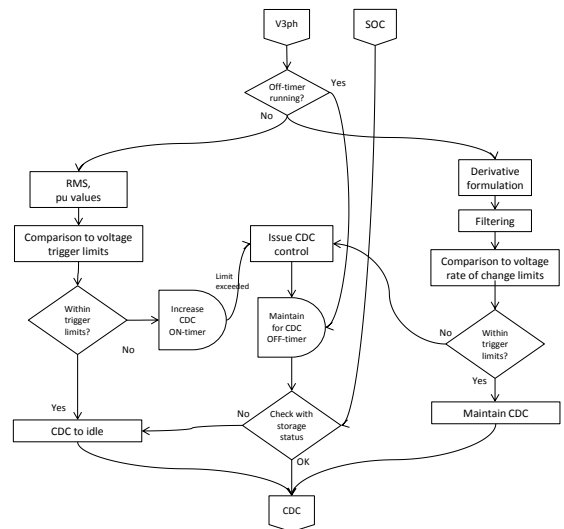 V3ph
SOC
Off-timer
running?
Yes
No
RMS,
pu values
Derivative
formulation
Filtering
Comparison to voltage
trigger limits
Issue CDC
control
Comparison to voltage
rate of change limits
Limit
exceeded
Within
trigger
limits?
Increase
CDC
ON-timer
Maintain
for CDC
OFF-timer
No
No
Within
trigger
limits?
Yes
Yes
No
Check with
storage
status
CDC to idle
Maintain CDC
OK
CDC